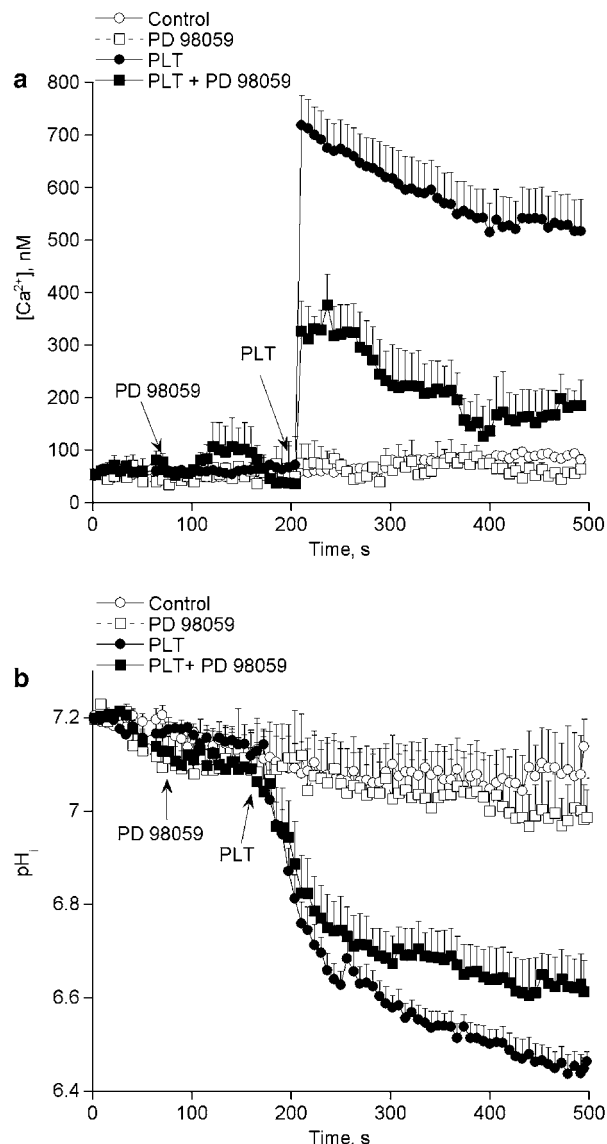 Control
PD 98059
PLT
PLT + PD 98059
a
800
700
600
500
400
300
200
100
0
[Ca²⁺], nM
PD 98059
PLT
0 100 200 300 400 500
Time, s
Control
PD 98059
PLT
PLT+ PD 98059
b
7.2
7
6.8
6.6
6.4
pHᵢ
PD 98059
PLT
0 100 200 300 400 500
Time, s